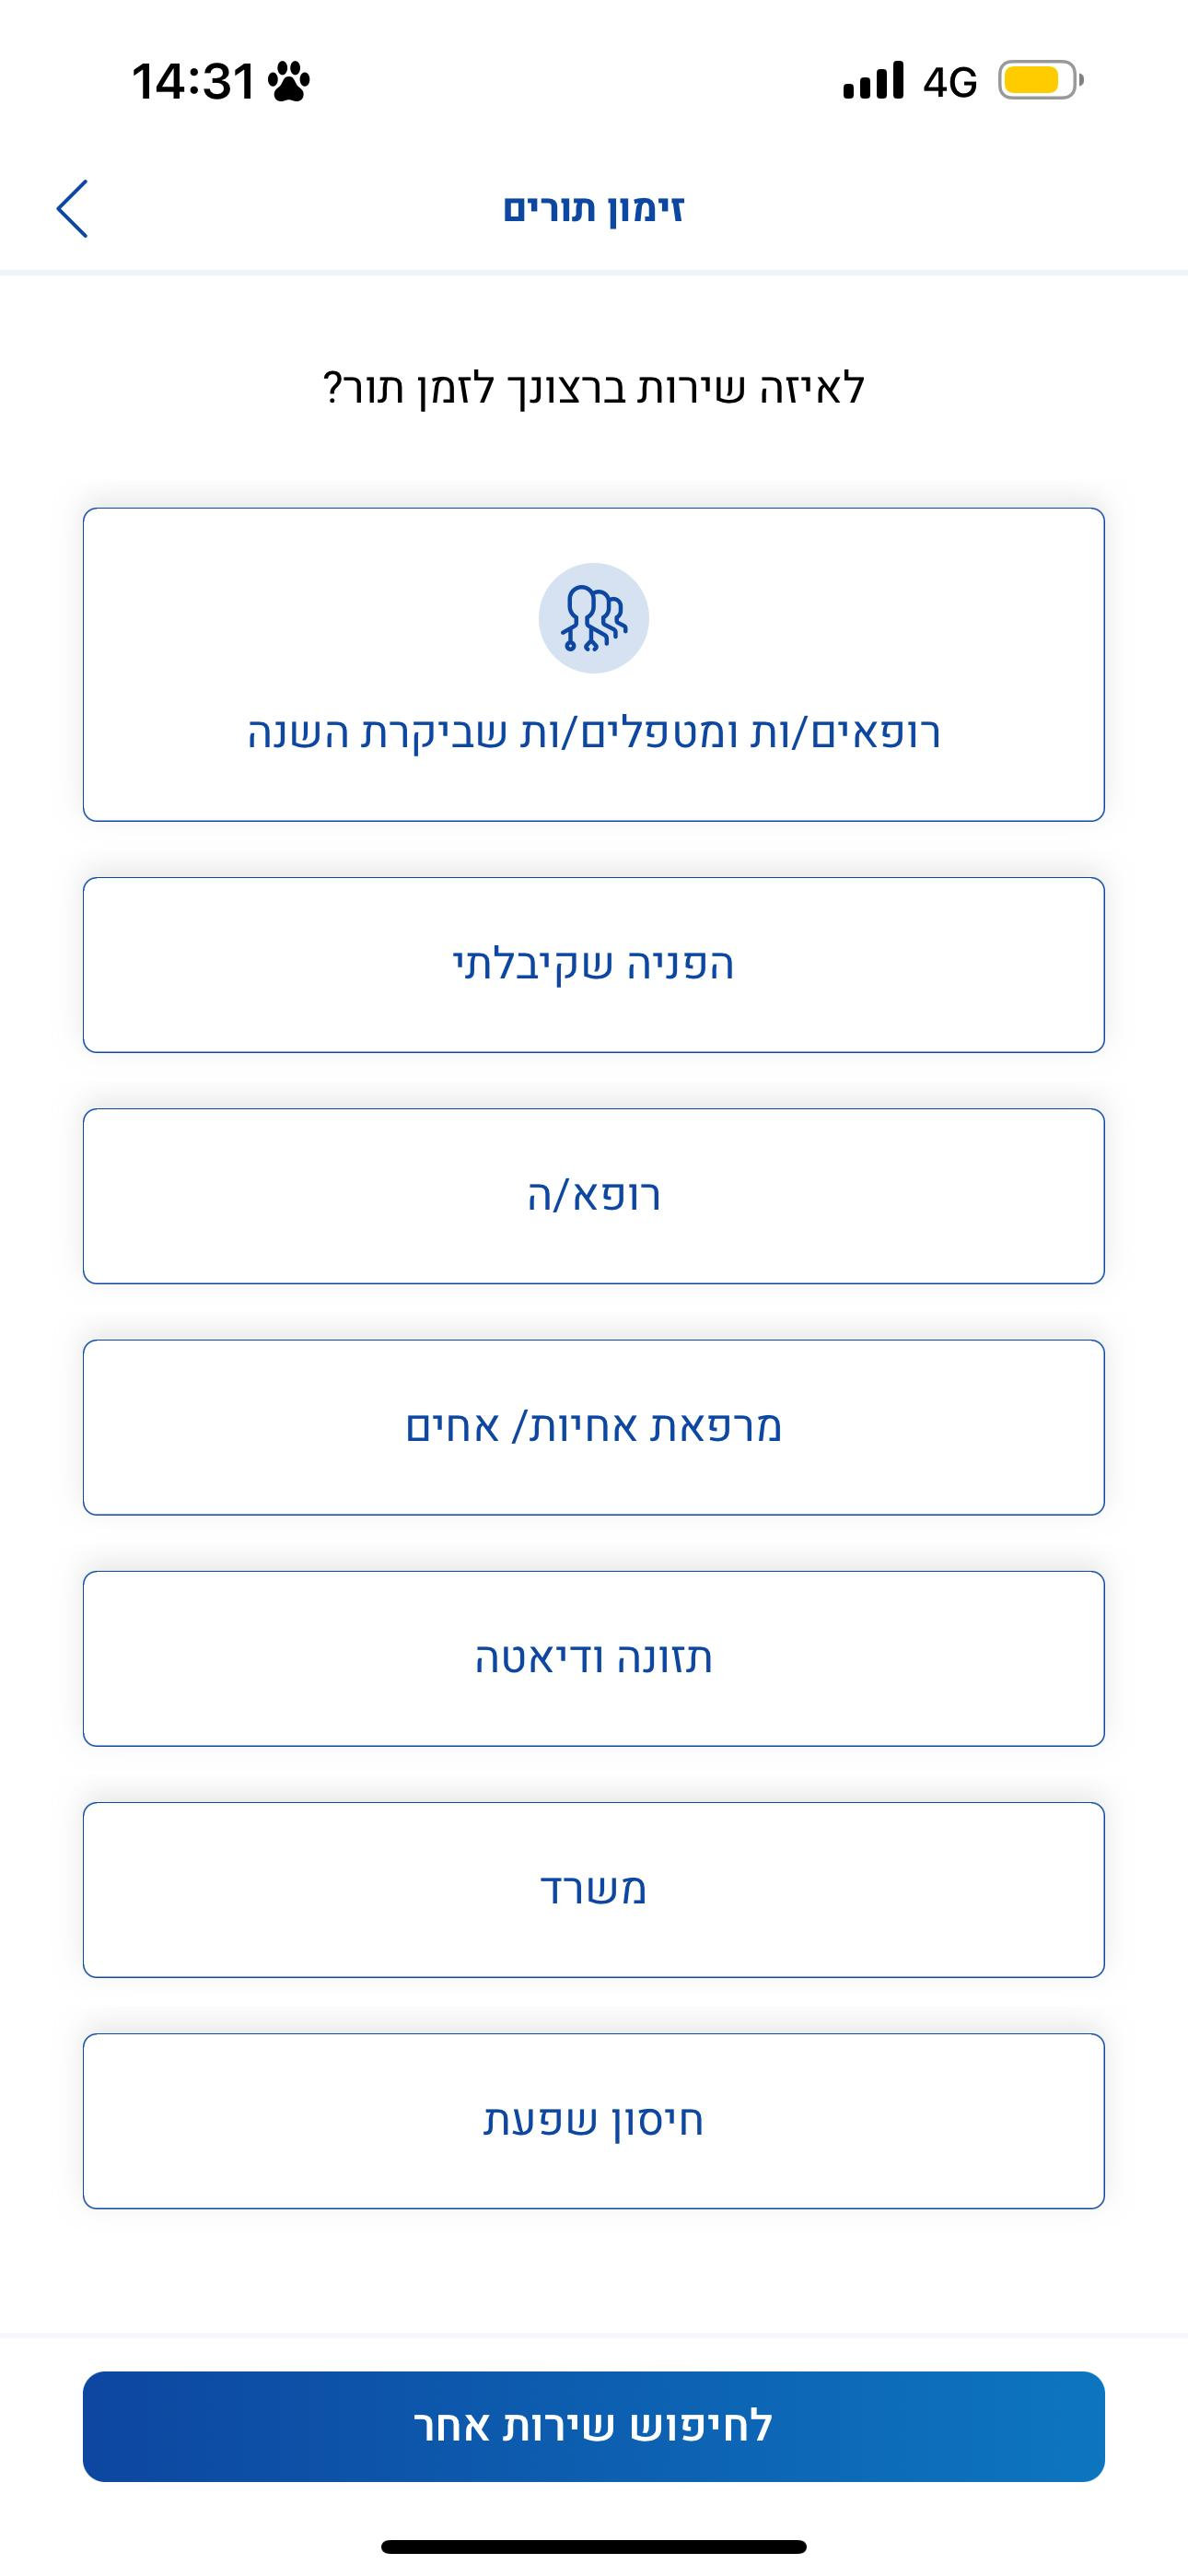 14:31
4G
זימון תורים
לאיזה שירות ברצונך לזמן תור?
רופאים/ות ומטפלים/ות שביקרת השנה
הפניה שקיבלתי
רופא/ה
מרפאת אחיות/ אחים
תזונה ודיאטה
משרד
חיסון שפעת
לחיפוש שירות אחר